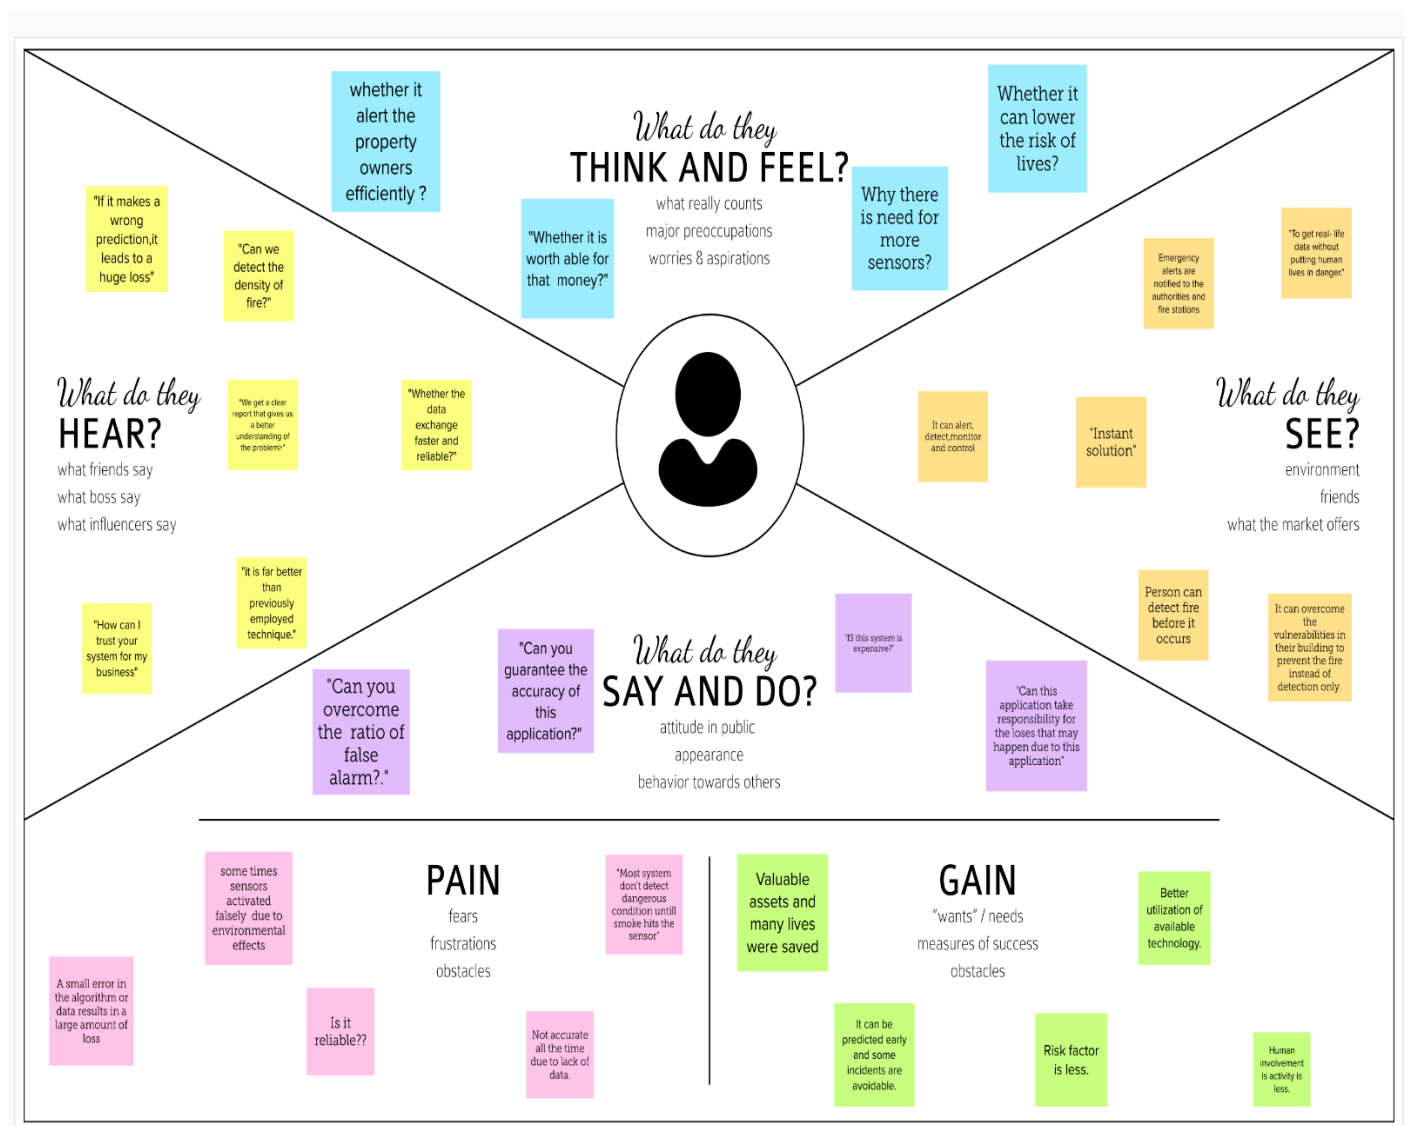 whether it
alert the
property
owners
efficiently ?
What do they
THINK AND FEEL?
what really counts
major preoccupations
worries & aspirations
"Whether it is
worth able for
that money?"
Why there
is need for
more
sensors?
Whether it
can lower
the risk of
lives?
"If it makes a
wrong
prediction,it
leads to a
huge loss"
"Can we
detect the
density of
fire?"
What do they
HEAR?
what friends say
what boss say
what influencers say
"We get a clear
report that gives us
a better
understanding of
the problem>"
"Whether the
data
exchange
faster and
reliable?"
"it is far better
than
previously
employed
technique."
"How can I
trust your
system for my
business"
Emergency
alerts are
notified to the
authorities and
fire stations
"To get real- life
data without
putting human
lives in danger."
It can alert,
detect,monitor
and control
"Instant
solution"
What do they
SEE?
environment
friends
what the market offers
Person can
detect fire
before it
occurs
It can overcome
the
vulnerabilities in
their building to
prevent the fire
instead of
detection only.
"Can you
overcome
the ratio of
false
alarm?."
"Can you
guarantee the
accuracy of
this
application?"
What do they
SAY AND DO?
attitude in public
appearance
behavior towards others
"IS this system is
expensive?"
"Can this
application take
responsibility for
the loses that may
happen due to this
application"
PAIN
fears
frustrations
obstacles
some times
sensors
activated
falsely due to
environmental
effects
"Most system
don't detect
dangerous
condition untill
smoke hits the
sensor"
A small error in
the algorithm or
data results in a
large amount of
loss
Is it
reliable??
Not accurate
all the time
due to lack of
data.
GAIN
"wants" / needs
measures of success
obstacles
Valuable
assets and
many lives
were saved
Better
utilization of
available
technology.
It can be
predicted early
and some
incidents are
avoidable.
Risk factor
is less.
Human
involvement
is activity is
less.